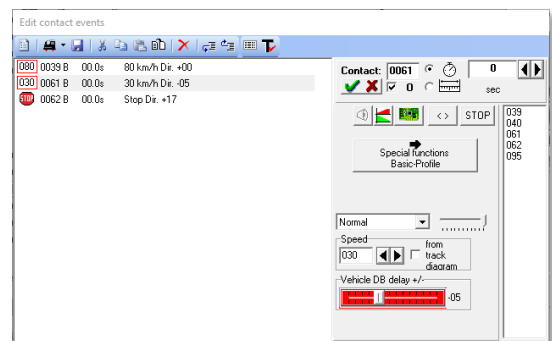 Edit contact events
080 0039 B 00.0s 80 km/h Dir. +00
030 0061 B 00.0s 30 km/h Dir. -05
STOP 0062 B 00.0s Stop Dir. +17
Contact: 0061 0
0 sec
< > STOP
Special functions
Basic-Profile
039
040
061
062
095
Normal
Speed
030
from
track
diagram
Vehicle DB delay +/-
-05